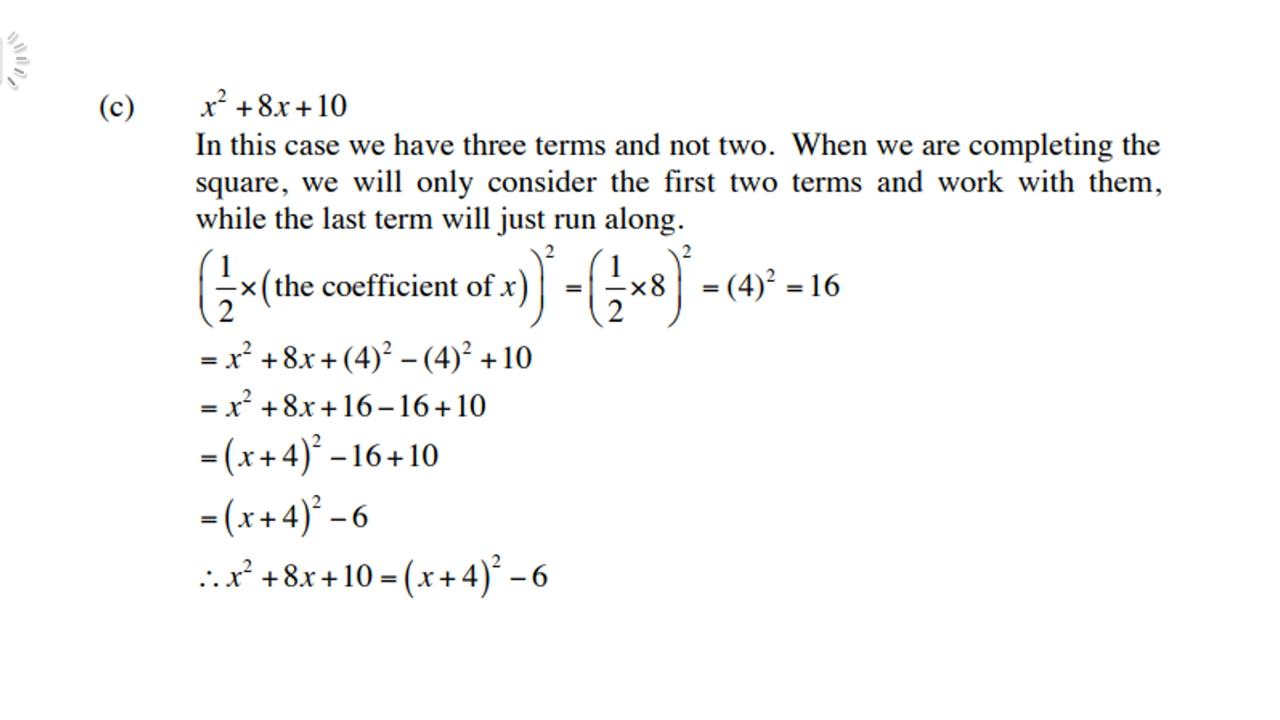 (c) x² + 8x + 10
In this case we have three terms and not two. When we are completing the
square, we will only consider the first two terms and work with them,
while the last term will just run along.
(1/2 × (the coefficient of x))² = (1/2 × 8)² = (4)² = 16
= x² + 8x + (4)² − (4)² + 10
= x² + 8x + 16 − 16 + 10
= (x + 4)² − 16 + 10
= (x + 4)² − 6
∴ x² + 8x + 10 = (x + 4)² − 6